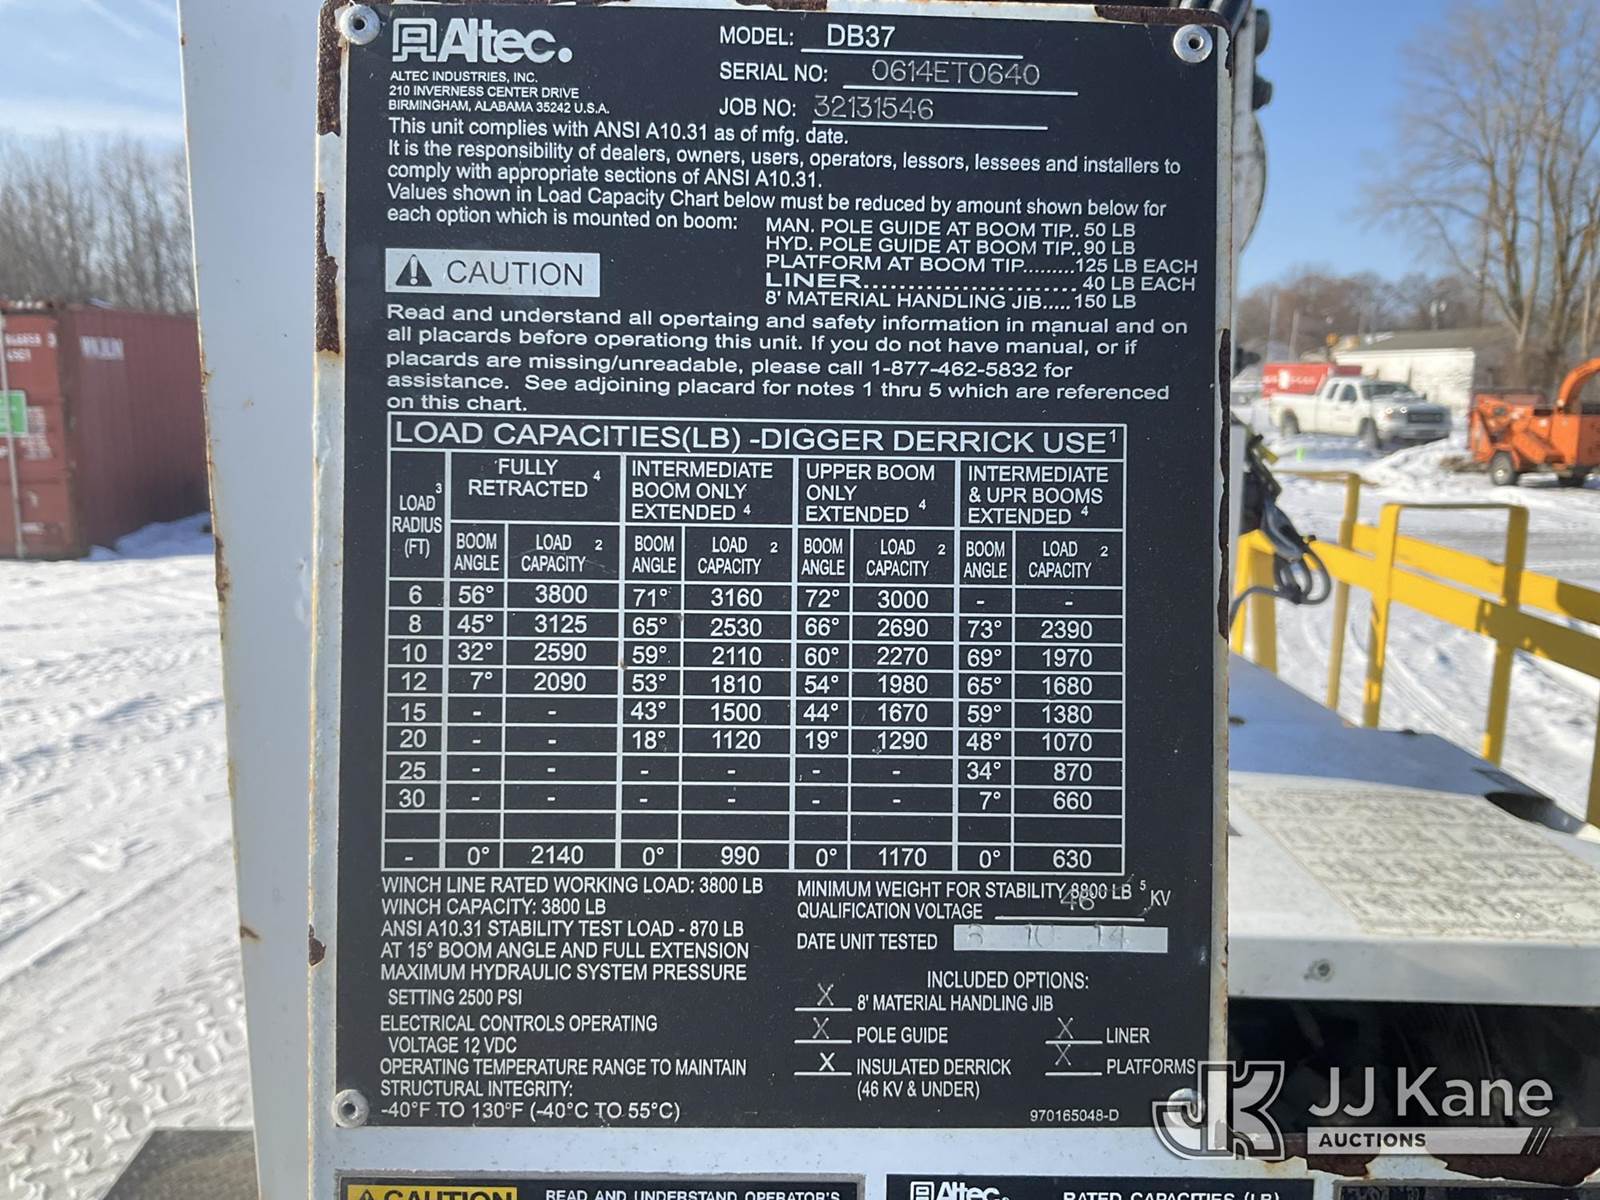 Altec.
ALTEC INDUSTRIES, INC.
210 INVERNESS CENTER DRIVE
BIRMINGHAM, ALABAMA 35242 U.S.A.
MODEL: DB37
SERIAL NO: 0614ET0640
JOB NO: 32131546
This unit complies with ANSI A10.31 as of mfg. date.
It is the responsibility of dealers, owners, users, operators, lessors, lessees and installers to
comply with appropriate sections of ANSI A10.31.
Values shown in Load Capacity Chart below must be reduced by amount shown below for
each option which is mounted on boom:
MAN. POLE GUIDE AT BOOM TIP..50 LB
HYD. POLE GUIDE AT BOOM TIP..90 LB
PLATFORM AT BOOM TIP.........125 LB EACH
LINER......................... 40 LB EACH
8' MATERIAL HANDLING JIB.....150 LB
CAUTION
Read and understand all opertaing and safety information in manual and on
all placards before operationg this unit. If you do not have manual, or if
placards are missing/unreadable, please call 1-877-462-5832 for
assistance. See adjoining placard for notes 1 thru 5 which are referenced
on this chart.
LOAD CAPACITIES(LB) -DIGGER DERRICK USE 1
LOAD 3 RADIUS (FT) FULLY RETRACTED 4 INTERMEDIATE BOOM ONLY EXTENDED 4 UPPER BOOM ONLY EXTENDED 4 INTERMEDIATE & UPR BOOMS EXTENDED 4
BOOM ANGLE LOAD 2 CAPACITY BOOM ANGLE LOAD 2 CAPACITY BOOM ANGLE LOAD 2 CAPACITY BOOM ANGLE LOAD 2 CAPACITY
6 56° 3800 71° 3160 72° 3000 - -
8 45° 3125 65° 2530 66° 2690 73° 2390
10 32° 2590 59° 2110 60° 2270 69° 1970
12 7° 2090 53° 1810 54° 1980 65° 1680
15 - - 43° 1500 44° 1670 59° 1380
20 - - 18° 1120 19° 1290 48° 1070
25 - - - - - - 34° 870
30 - - - - - - 7° 660
- 0° 2140 0° 990 0° 1170 0° 630
WINCH LINE RATED WORKING LOAD: 3800 LB
WINCH CAPACITY: 3800 LB
ANSI A10.31 STABILITY TEST LOAD - 870 LB
AT 15° BOOM ANGLE AND FULL EXTENSION
MAXIMUM HYDRAULIC SYSTEM PRESSURE
SETTING 2500 PSI
ELECTRICAL CONTROLS OPERATING
VOLTAGE 12 VDC
OPERATING TEMPERATURE RANGE TO MAINTAIN
STRUCTURAL INTEGRITY:
-40°F TO 130°F (-40°C TO 55°C)
MINIMUM WEIGHT FOR STABILITY 8800 LB 5
QUALIFICATION VOLTAGE 46 KV
DATE UNIT TESTED 10 14
INCLUDED OPTIONS:
X 8' MATERIAL HANDLING JIB
X POLE GUIDE X LINER
X INSULATED DERRICK X PLATFORMS
(46 KV & UNDER)
970165048-D
JK JJ Kane
AUCTIONS
CAUTION READ AND UNDERSTAND OPERATOR'S
Altec. RATED CAPACITIES (LB)